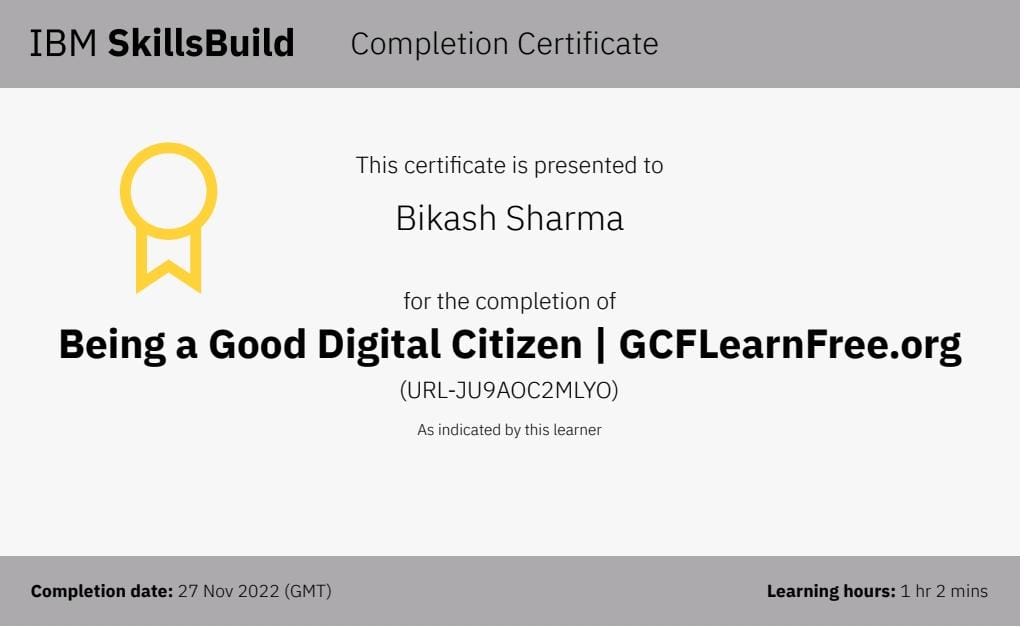 IBM SkillsBuild Completion Certificate
This certificate is presented to
Bikash Sharma
for the completion of
Being a Good Digital Citizen | GCFLearnFree.org
(URL-JU9AOC2MLYO)
As indicated by this learner
Completion date: 27 Nov 2022 (GMT) Learning hours: 1 hr 2 mins